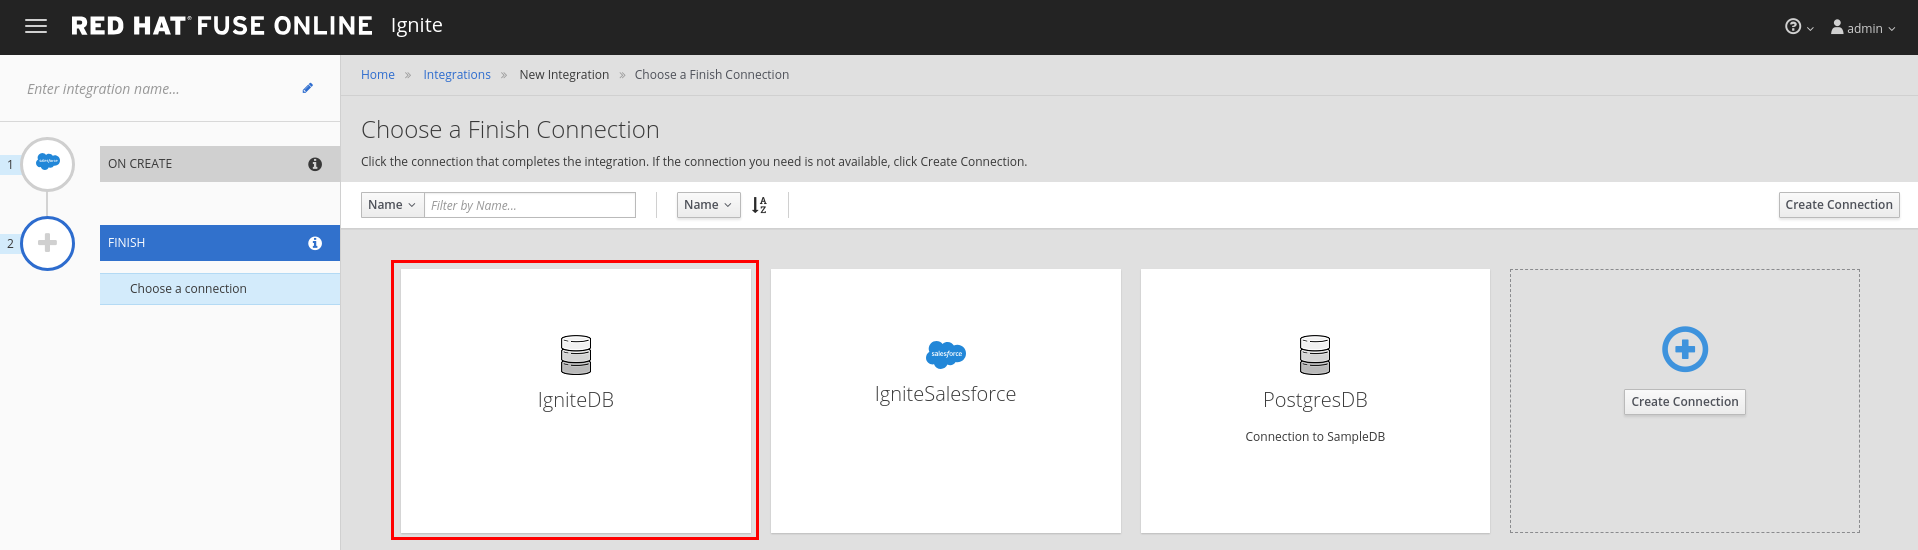 RED HAT® FUSE ONLINE Ignite
admin
Enter integration name...
Home » Integrations » New Integration » Choose a Finish Connection
Choose a Finish Connection
Click the connection that completes the integration. If the connection you need is not available, click Create Connection.
1 salesforce ON CREATE
2 FINISH
Choose a connection
Name Filter by Name... Name A Z Create Connection
IgniteDB
salesforce
IgniteSalesforce
PostgresDB
Connection to SampleDB
Create Connection